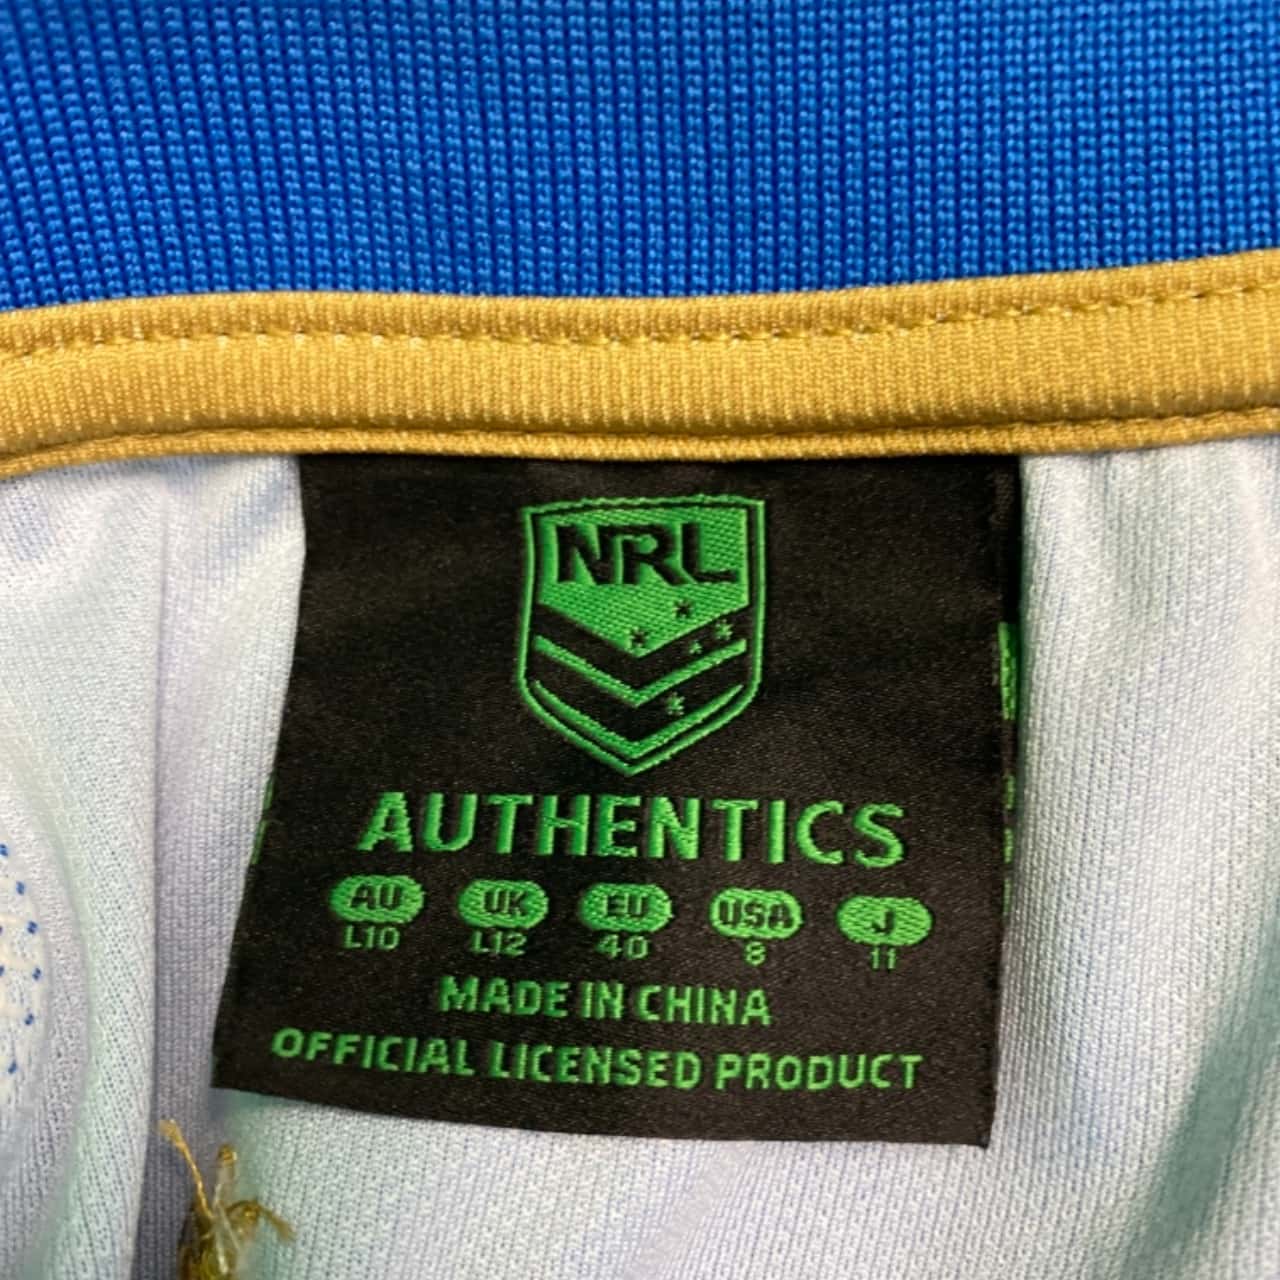 NRL
AUTHENTICS
AU UK EU USA J
L10 L12 40 8 11
MADE IN CHINA
OFFICIAL LICENSED PRODUCT